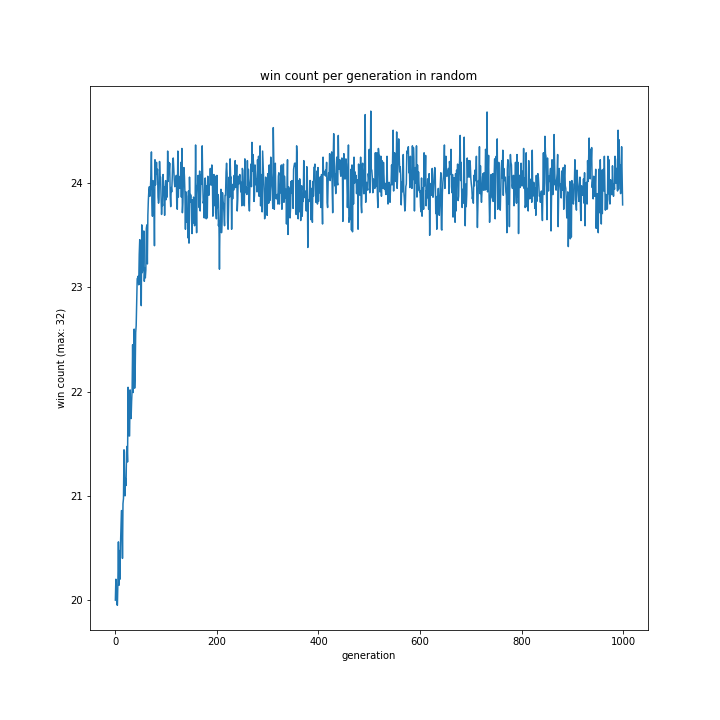 win count per generation in random
win count (max: 32)
24
23
22
21
20
0 200 400 600 800 1000
generation